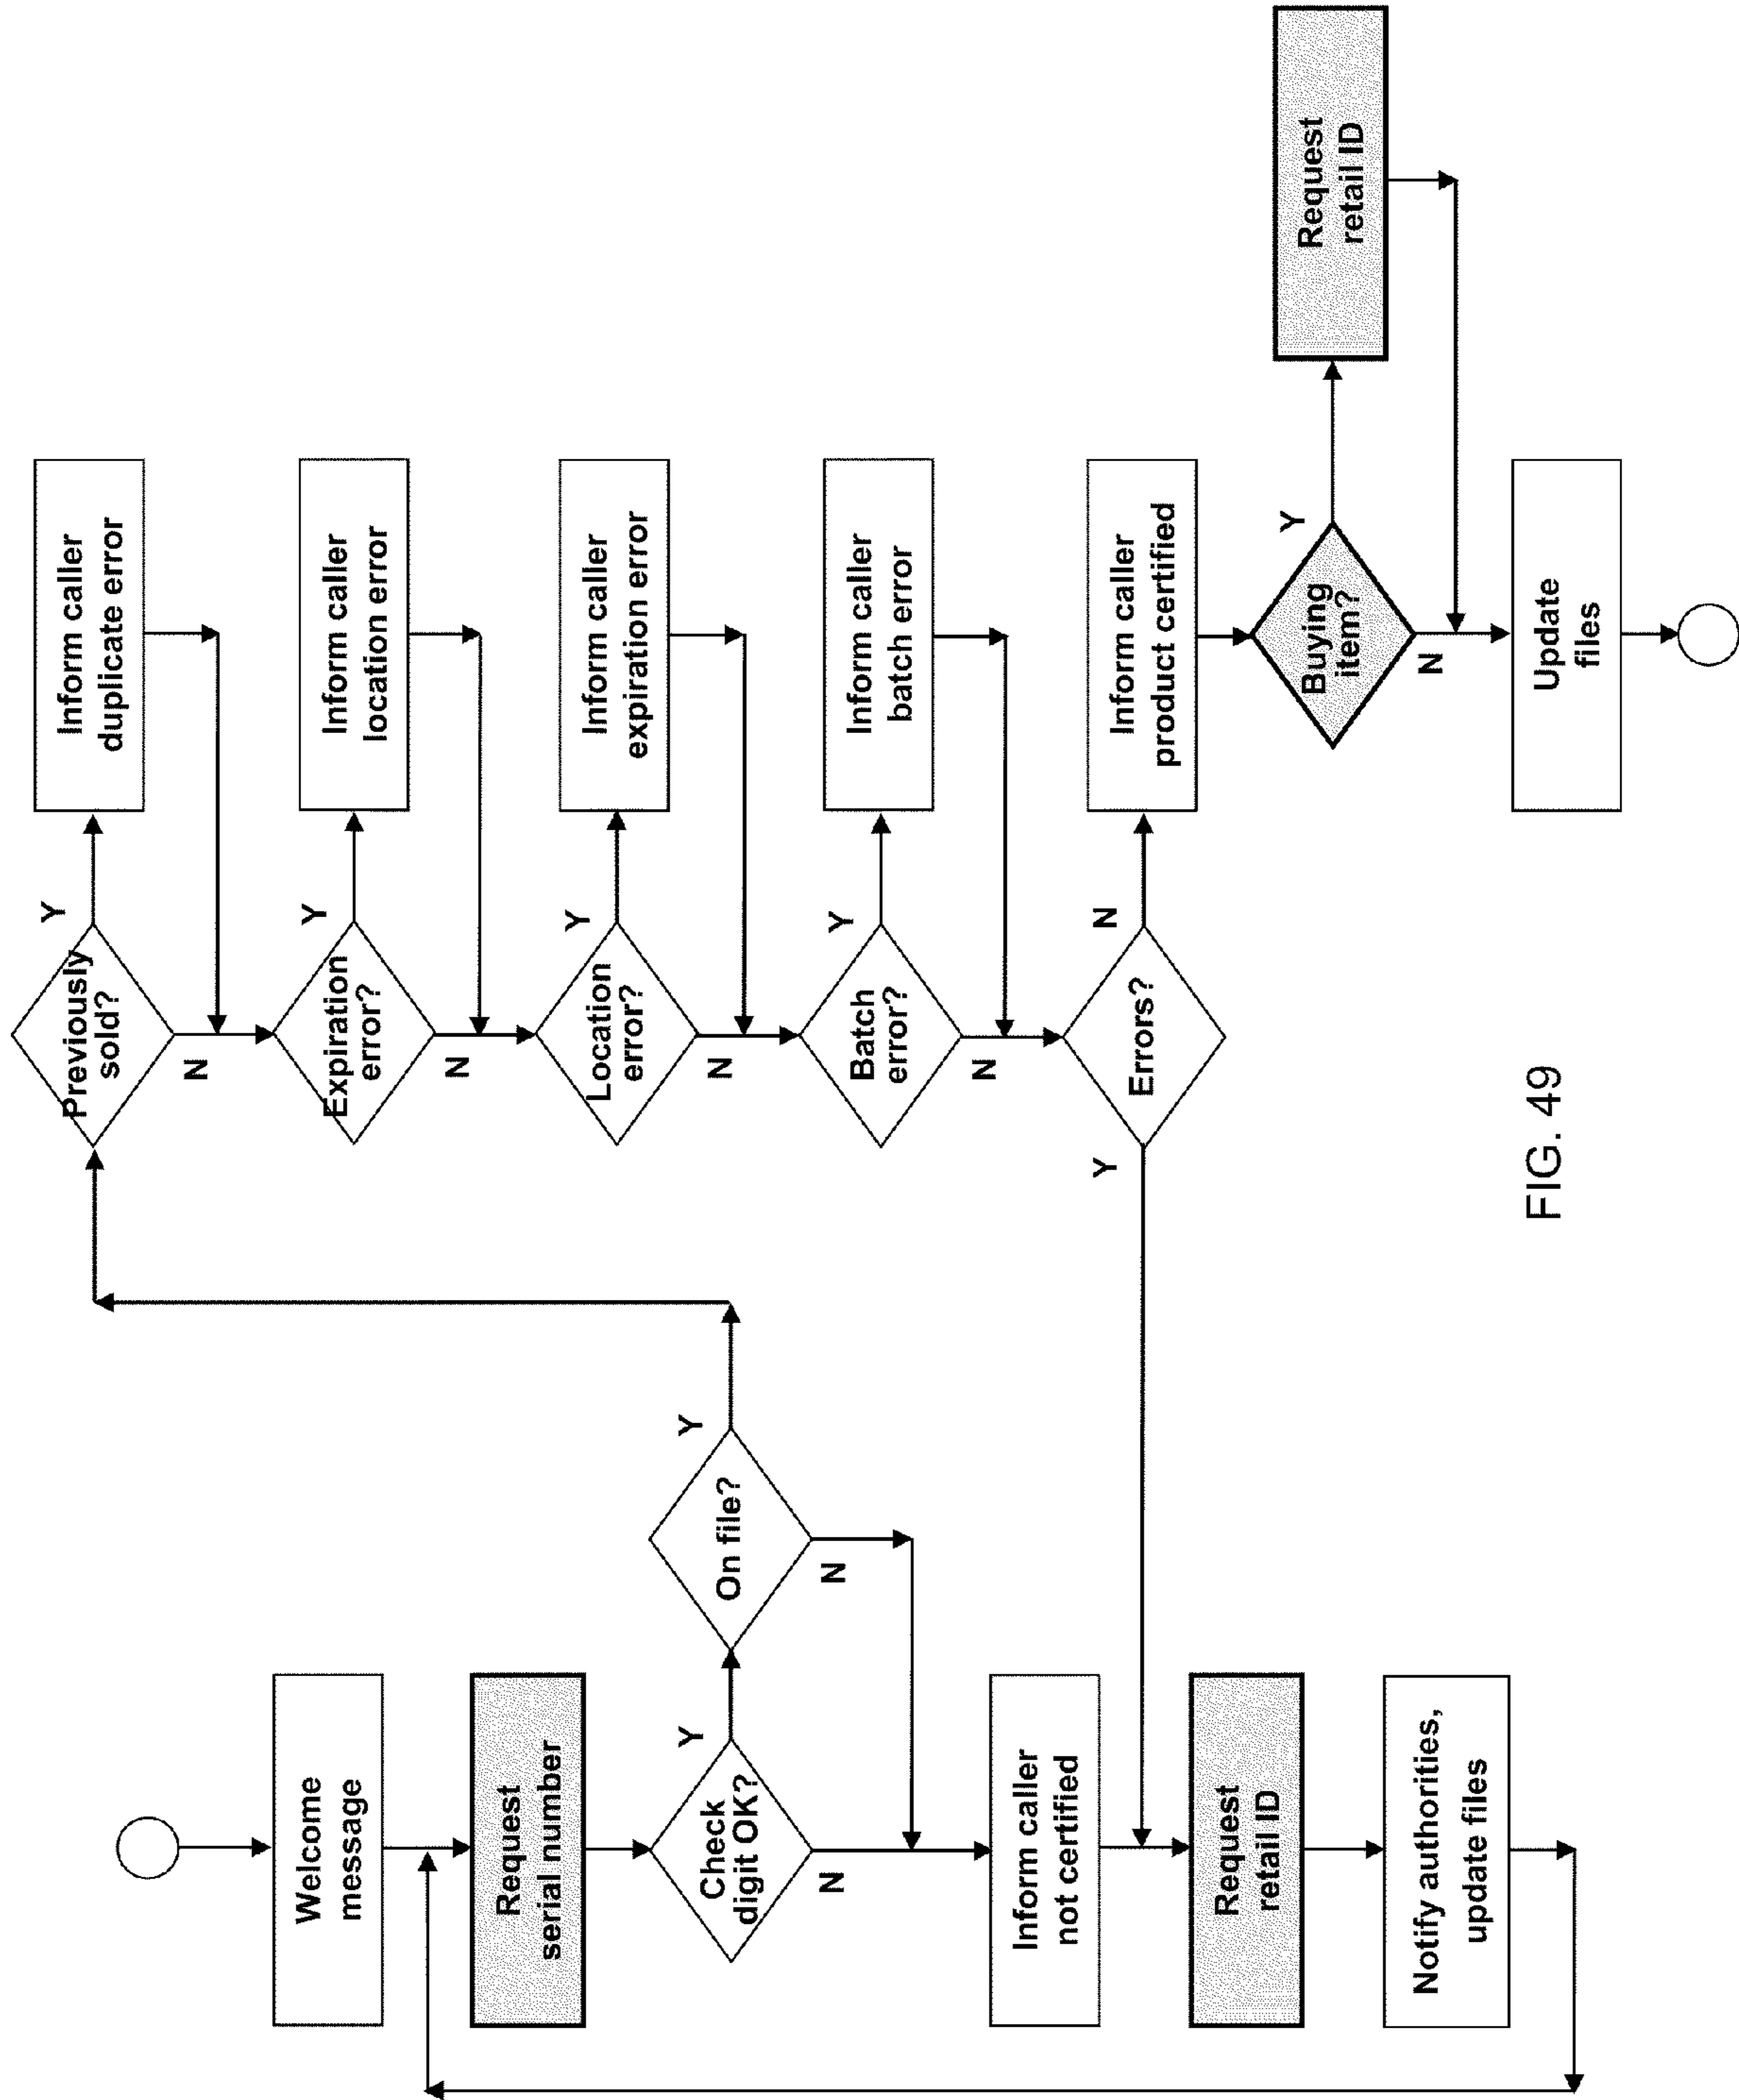 Welcome
message
Request
serial number
Check
digit OK?
Y
N
On file?
Y
N
Inform caller
not certified
Request
retail ID
Notify authorities,
update files
Previously
sold?
Y
N
Inform caller
duplicate error
Expiration
error?
Y
N
Inform caller
location error
Location
error?
Y
N
Inform caller
expiration error
Batch
error?
Y
N
Inform caller
batch error
Errors?
Y
N
Inform caller
product certified
Buying
item?
Y
N
Request
retail ID
Update
files
FIG. 49